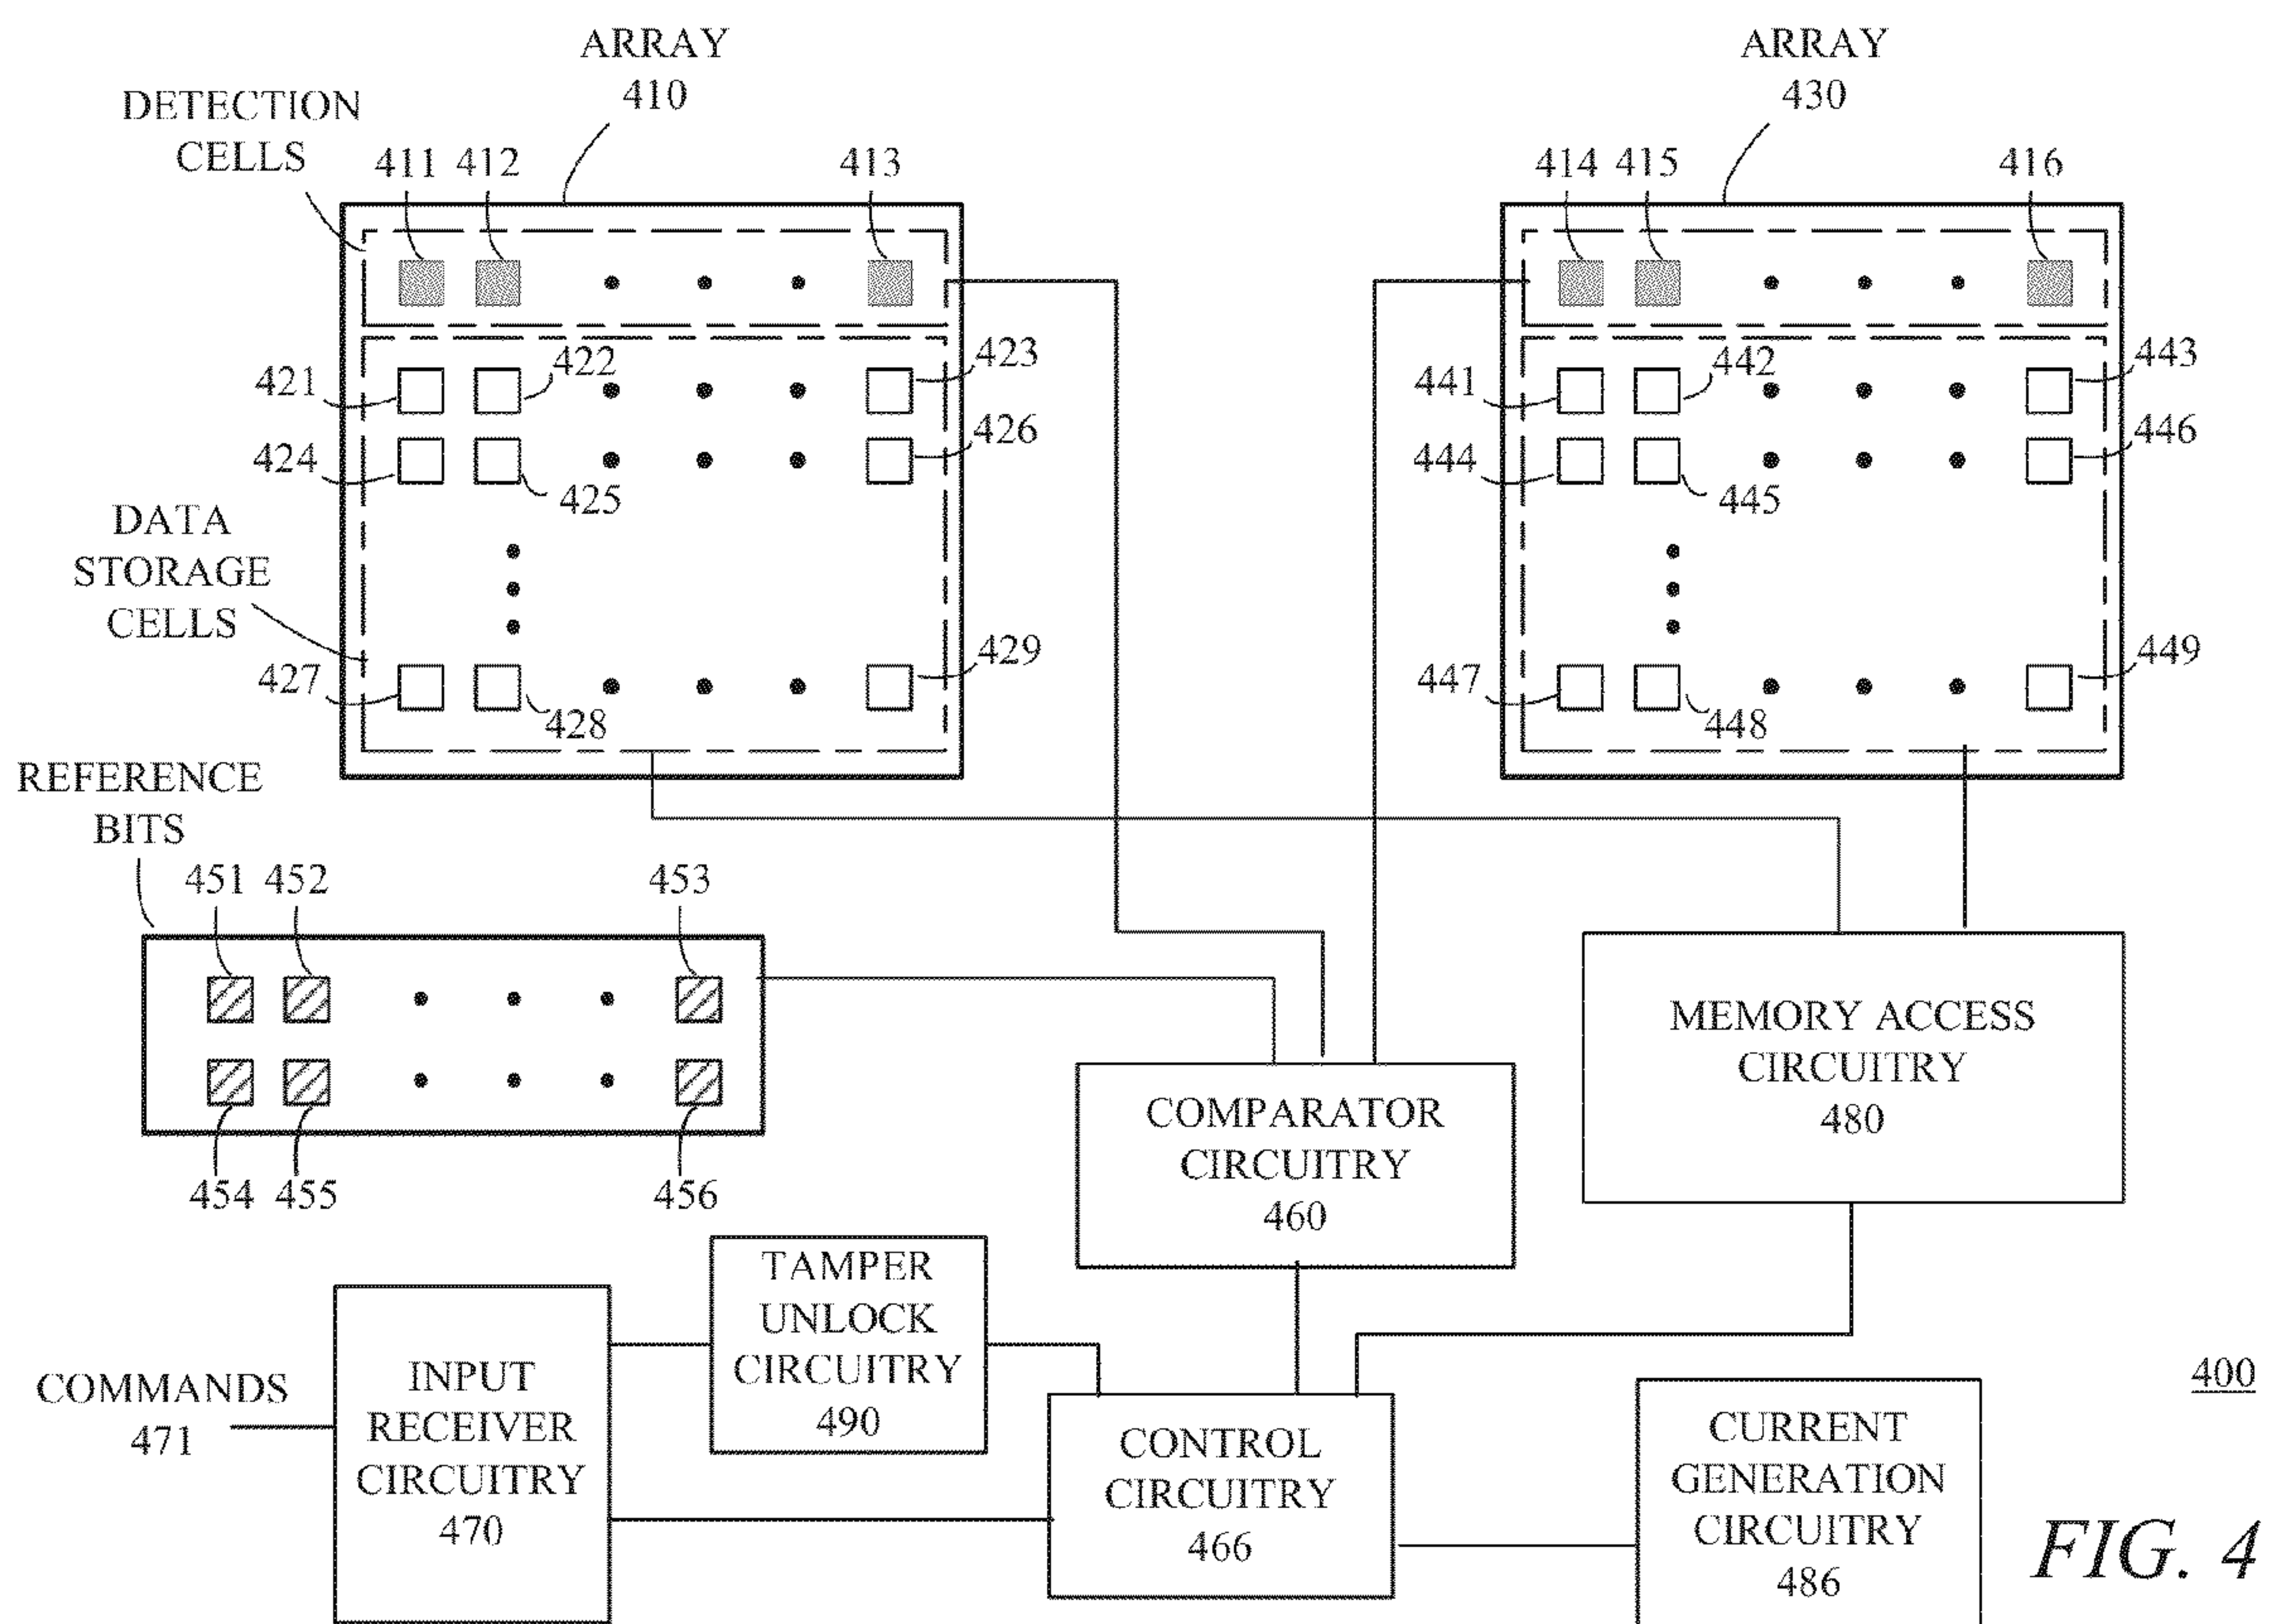 ARRAY
410
ARRAY
430
DETECTION
CELLS
411 412 413
414 415 416
421 422 423
424 425 426
441 442 443
444 445 446
DATA
STORAGE
CELLS
427 428 429
447 448 449
REFERENCE
BITS
451 452 453
454 455 456
MEMORY ACCESS
CIRCUITRY
480
COMPARATOR
CIRCUITRY
460
TAMPER
UNLOCK
CIRCUITRY
490
COMMANDS
471
INPUT
RECEIVER
CIRCUITRY
470
CONTROL
CIRCUITRY
466
CURRENT
GENERATION
CIRCUITRY
486
400
FIG. 4